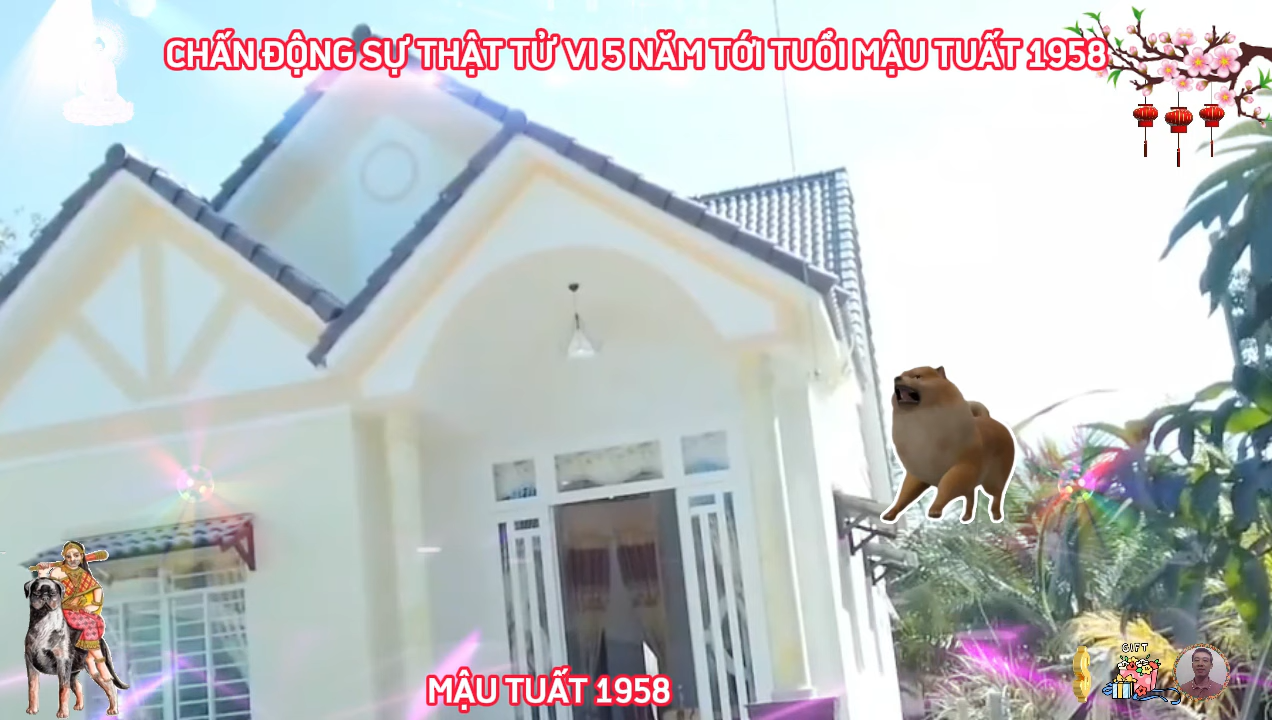 CHẤN ĐỘNG SỰ THẬT TỬ VI 5 NĂM TỚI TUỔI MẬU TUẤT 1958
GIFT
MẬU TUẤT 1958